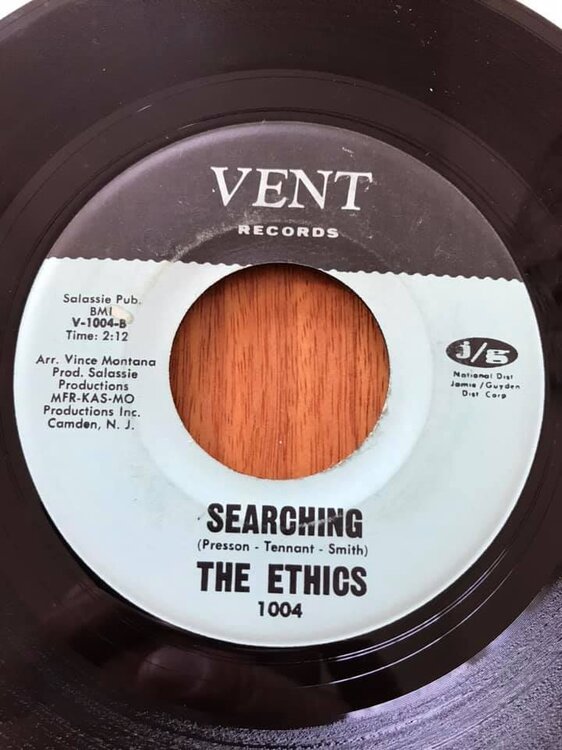 VENT
RECORDS
Salassie Pub.
BMI
V-1004-B
Time: 2:12
Arr. Vince Montana
Prod. Salassie
Productions
MFR-KAS-MO
Productions Inc.
Camden, N. J.
j/g
National Dist
Jamie/Guyden
Dist Corp
SEARCHING
(Presson - Tennant - Smith)
THE ETHICS
1004